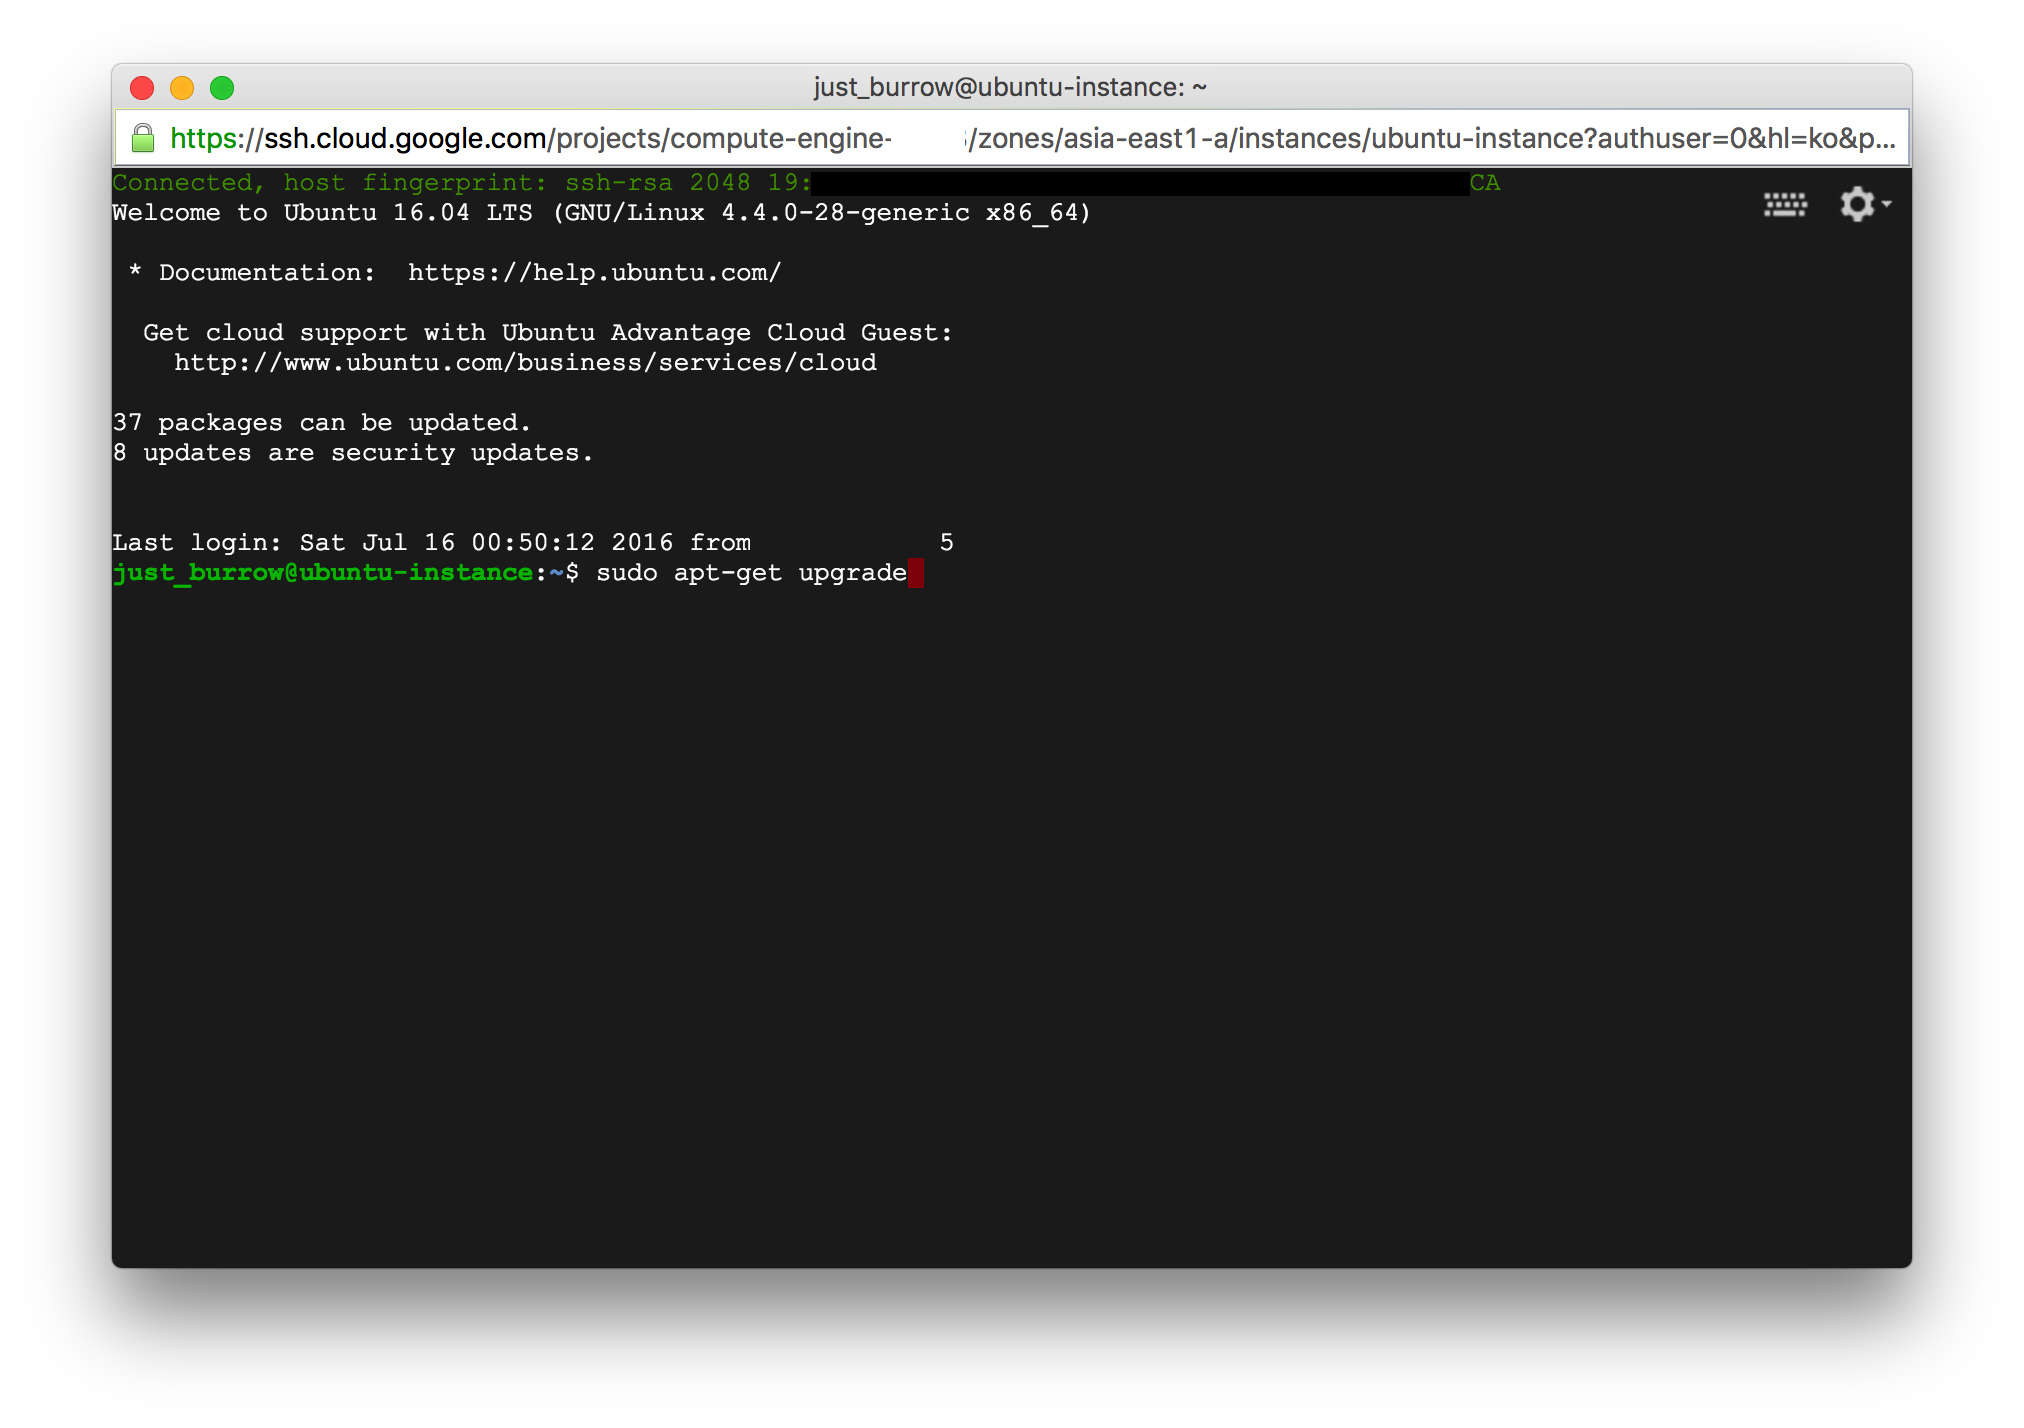 just_burrow@ubuntu-instance: ~
https://ssh.cloud.google.com/projects/compute-engine- /zones/asia-east1-a/instances/ubuntu-instance?authuser=0&hl=ko&p...
Connected, host fingerprint: ssh-rsa 2048 19: CA
Welcome to Ubuntu 16.04 LTS (GNU/Linux 4.4.0-28-generic x86_64)
* Documentation: https://help.ubuntu.com/
Get cloud support with Ubuntu Advantage Cloud Guest:
http://www.ubuntu.com/business/services/cloud
37 packages can be updated.
8 updates are security updates.
Last login: Sat Jul 16 00:50:12 2016 from 5
just_burrow@ubuntu-instance:~$ sudo apt-get upgrade